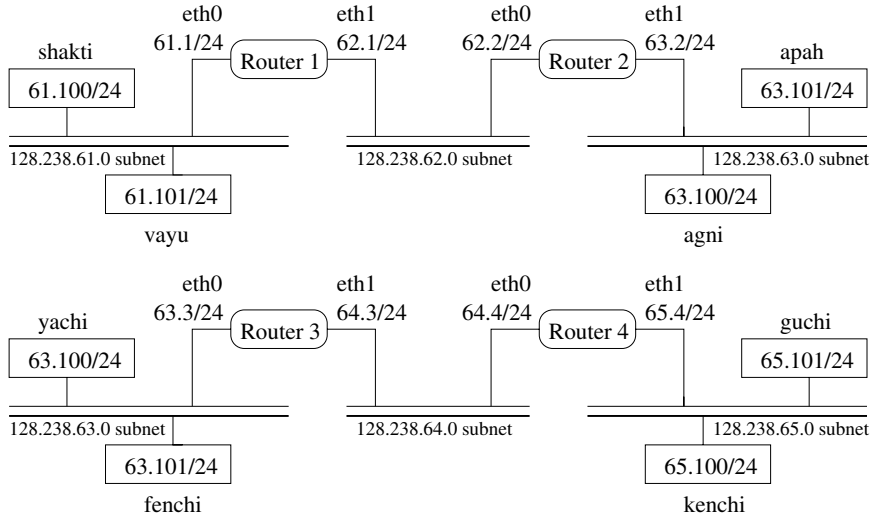 eth0 eth1 eth0 eth1
61.1/24 62.1/24 62.2/24 63.2/24
shakti Router 1 Router 2 apah
61.100/24 63.101/24
128.238.61.0 subnet 128.238.62.0 subnet 128.238.63.0 subnet
61.101/24 63.100/24
vayu agni
eth0 eth1 eth0 eth1
63.3/24 64.3/24 64.4/24 65.4/24
yachi Router 3 Router 4 guchi
63.100/24 65.101/24
128.238.63.0 subnet 128.238.64.0 subnet 128.238.65.0 subnet
63.101/24 65.100/24
fenchi kenchi